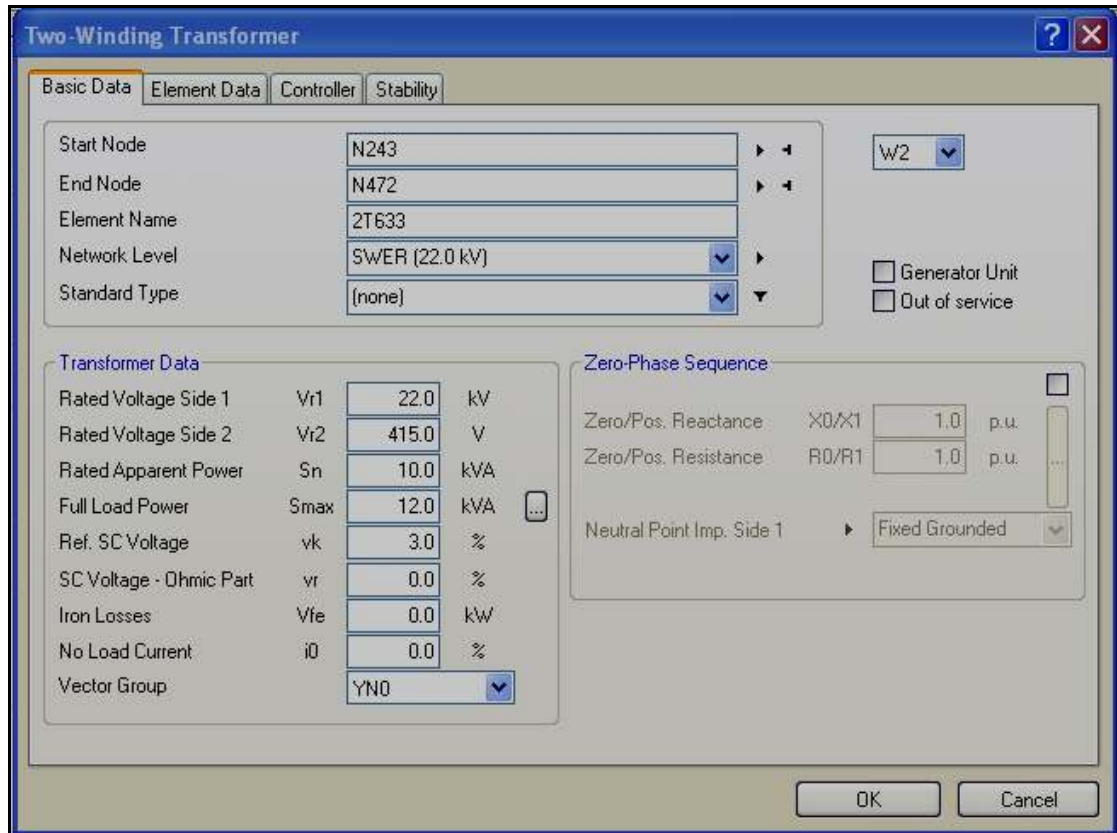 Two-Winding Transformer
Basic Data Element Data Controller Stability
Start Node N243 W2
End Node N472
Element Name 2T633
Network Level SWER (22.0 kV)
Generator Unit
Standard Type (none)
Out of service
Transformer Data
Rated Voltage Side 1 Vr1 22.0 kV
Rated Voltage Side 2 Vr2 415.0 V
Rated Apparent Power Sn 10.0 kVA
Full Load Power Smax 12.0 kVA ...
Ref. SC Voltage vk 3.0 %
SC Voltage - Ohmic Part vr 0.0 %
Iron Losses Vfe 0.0 kW
No Load Current i0 0.0 %
Vector Group YN0
Zero-Phase Sequence
Zero/Pos. Reactance X0/X1 1.0 p.u.
Zero/Pos. Resistance R0/R1 1.0 p.u. ...
Neutral Point Imp. Side 1 Fixed Grounded
OK Cancel